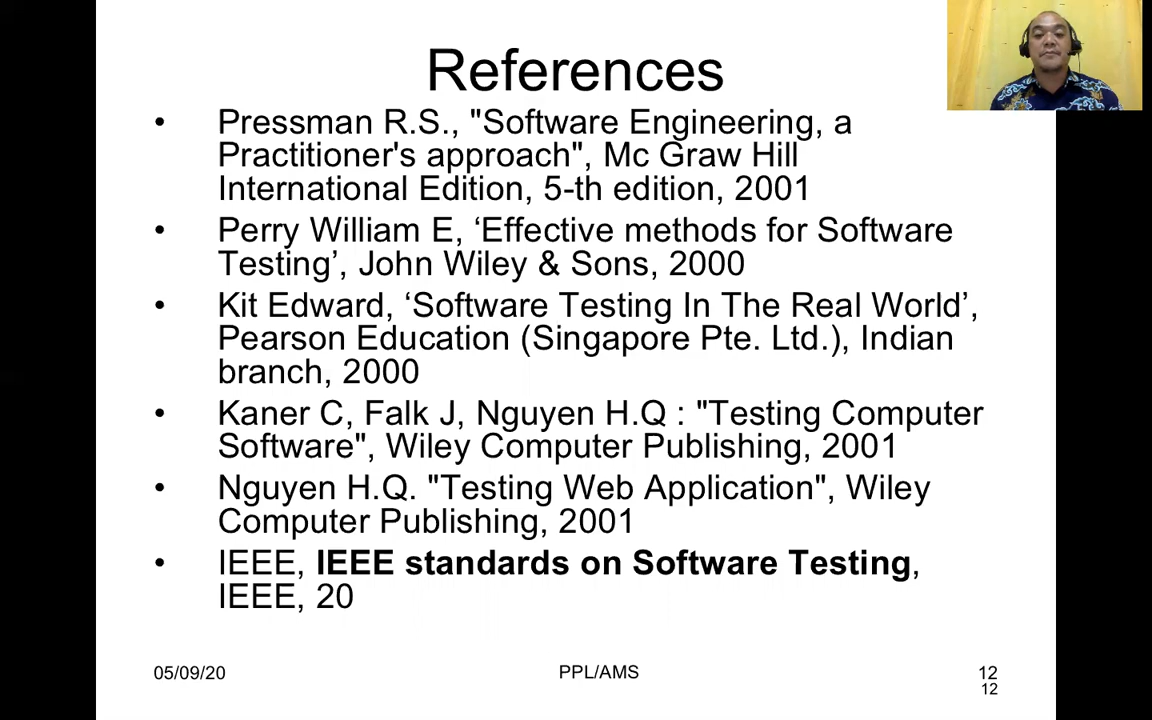 References
• Pressman R.S., "Software Engineering, a
Practitioner's approach", Mc Graw Hill
International Edition, 5-th edition, 2001
• Perry William E, ‘Effective methods for Software
Testing’, John Wiley & Sons, 2000
• Kit Edward, ‘Software Testing In The Real World’,
Pearson Education (Singapore Pte. Ltd.), Indian
branch, 2000
• Kaner C, Falk J, Nguyen H.Q : "Testing Computer
Software", Wiley Computer Publishing, 2001
• Nguyen H.Q. "Testing Web Application", Wiley
Computer Publishing, 2001
• IEEE, IEEE standards on Software Testing,
IEEE, 20
05/09/20
PPL/AMS
12
12